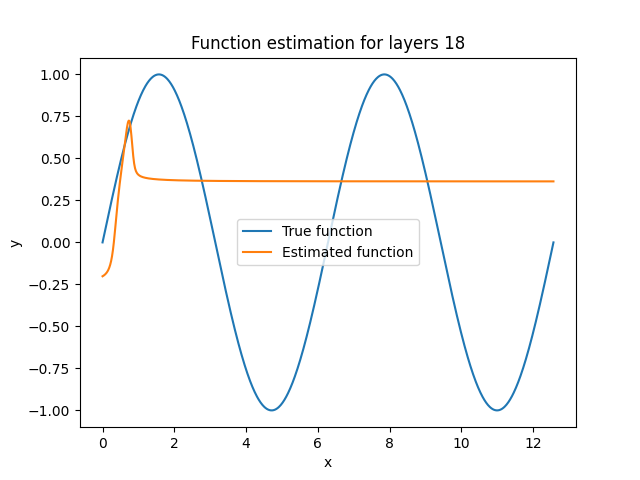 Function estimation for layers 18
1.00
0.75
0.50
0.25
0.00
−0.25
−0.50
−0.75
−1.00
y
True function
Estimated function
0 2 4 6 8 10 12
x